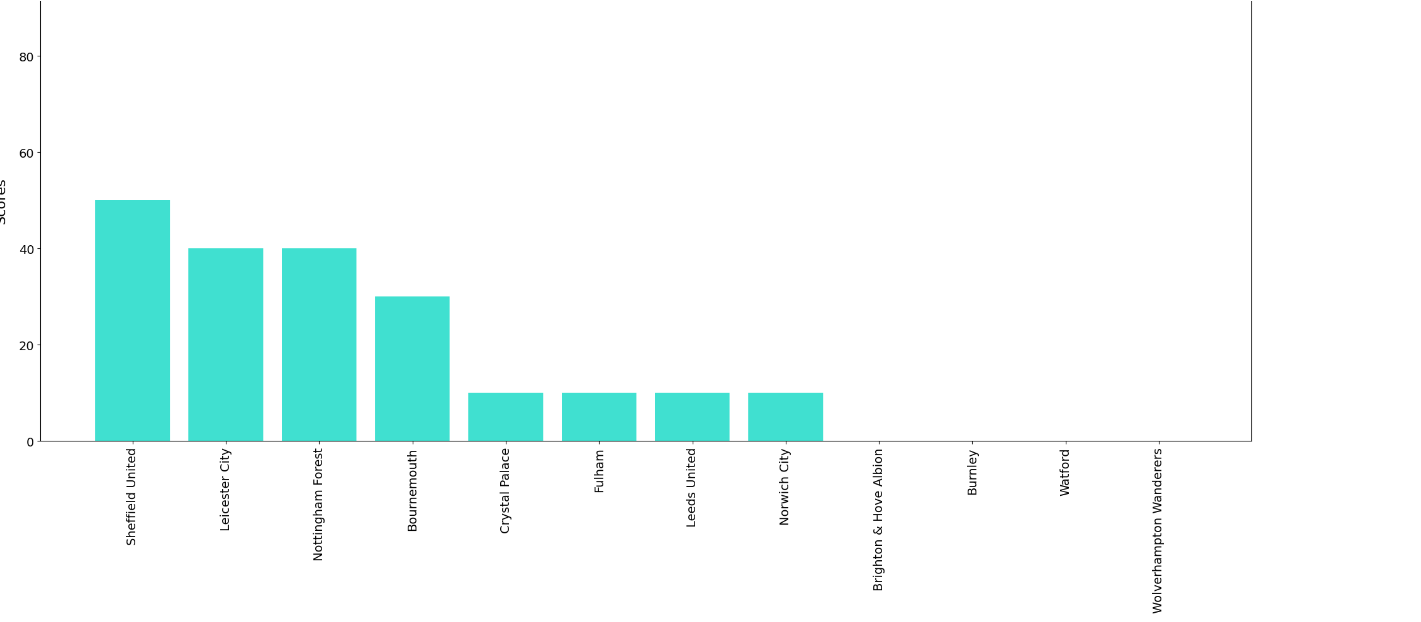 80
60
40
20
0
Scores
Sheffield United
Leicester City
Nottingham Forest
Bournemouth
Crystal Palace
Fulham
Leeds United
Norwich City
Brighton & Hove Albion
Burnley
Watford
Wolverhampton Wanderers